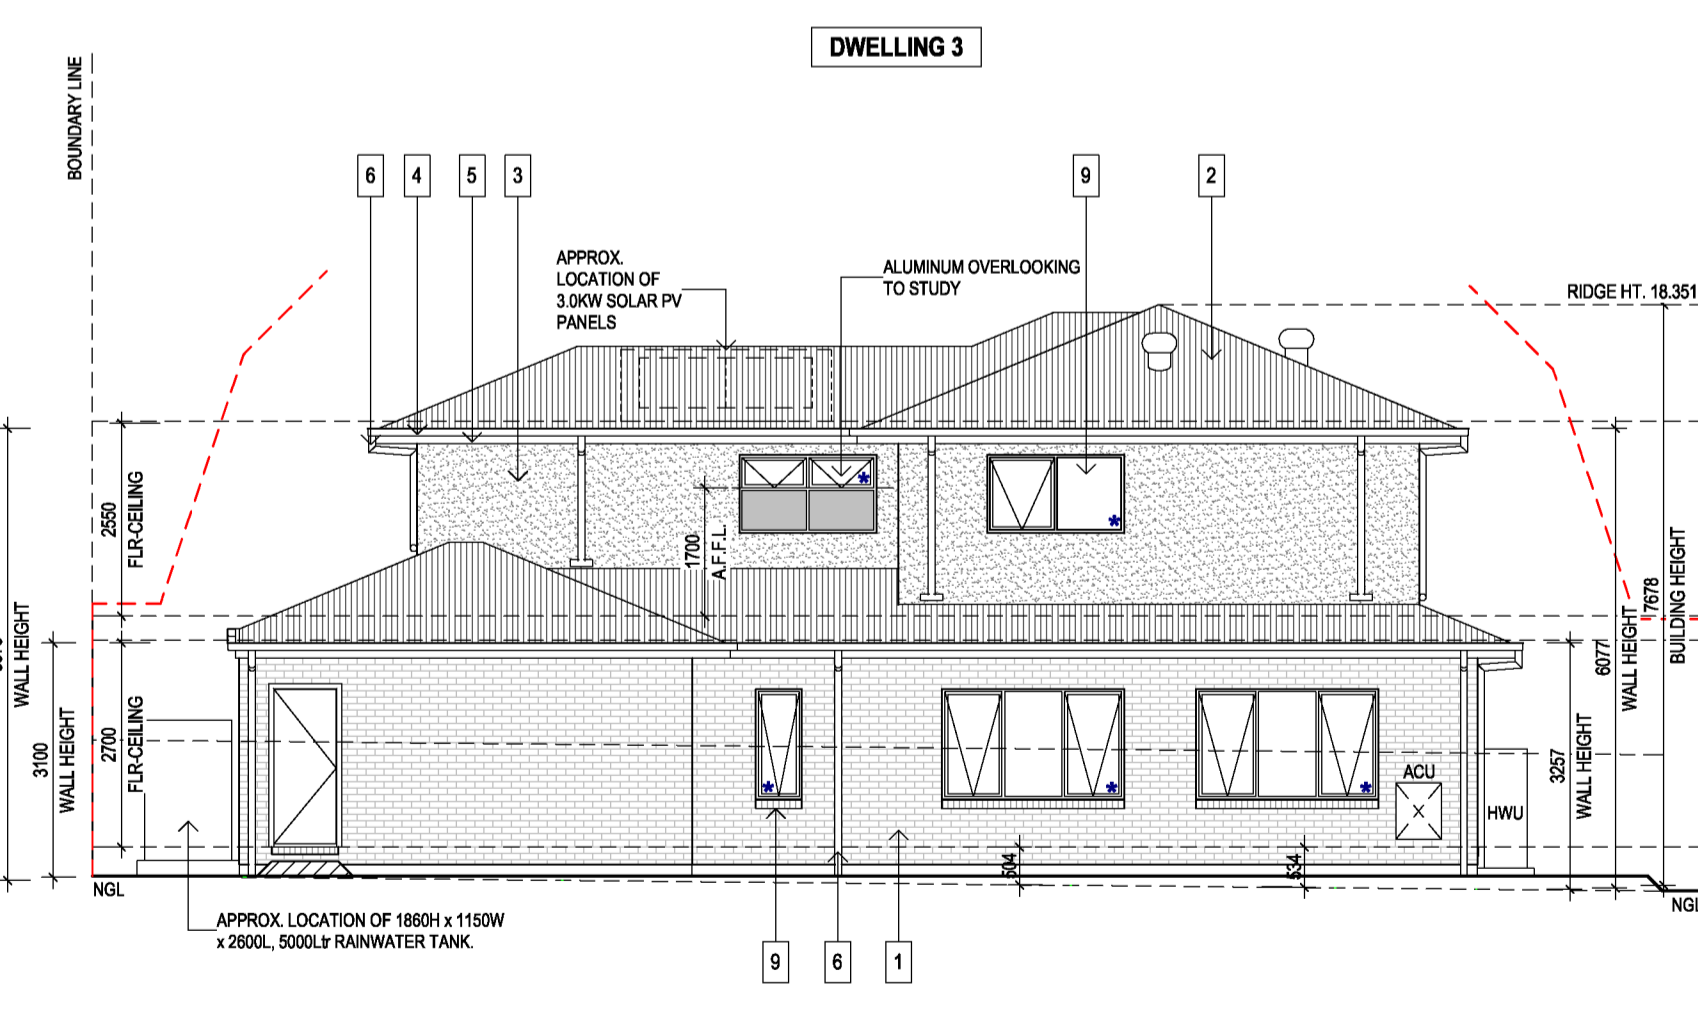 DWELLING 3
BOUNDARY LINE
6
4
5
3
9
2
APPROX.
LOCATION OF
3.0KW SOLAR PV
PANELS
ALUMINUM OVERLOOKING
TO STUDY
RIDGE HT. 18.351
2550
FLR-CEILING
1700
A.F.F.L.
WALL HEIGHT
3100
WALL HEIGHT
2700
FLR-CEILING
7678
BUILDING HEIGHT
6077
WALL HEIGHT
3257
WALL HEIGHT
*
*
*
*
*
ACU
HWU
504
534
NGL
NGL
APPROX. LOCATION OF 1860H x 1150W
x 2600L, 5000Ltr RAINWATER TANK.
9
6
1